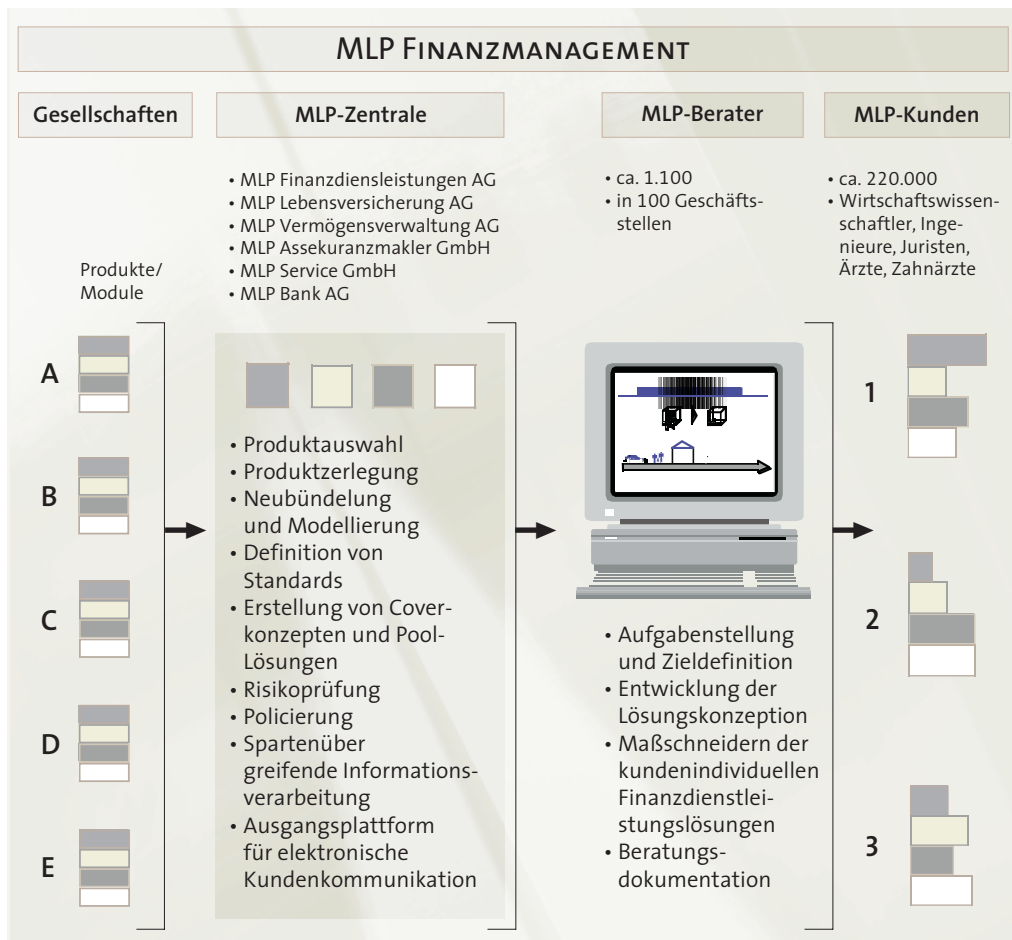 MLP FINANZMANAGEMENT
Gesellschaften
MLP-Zentrale
MLP-Berater
MLP-Kunden
• MLP Finanzdiensleistungen AG
• MLP Lebensversicherung AG
• MLP Vermögensverwaltung AG
• MLP Assekuranzmakler GmbH
• MLP Service GmbH
• MLP Bank AG
• ca. 1.100
• in 100 Geschäfts-
stellen
• ca. 220.000
• Wirtschaftswissen-
schaftler, Inge-
nieure, Juristen,
Ärzte, Zahnärzte
Produkte/
Module
A
B
C
D
E
• Produktauswahl
• Produktzerlegung
• Neubündelung
und Modellierung
• Definition von
Standards
• Erstellung von Cover-
konzepten und Pool-
Lösungen
• Risikoprüfung
• Policierung
• Spartenüber
greifende Informations-
verarbeitung
• Ausgangsplattform
für elektronische
Kundenkommunikation
• Aufgabenstellung
und Zieldefinition
• Entwicklung der
Lösungskonzeption
• Maßschneidern der
kundenindividuellen
Finanzdienstlei-
stungslösungen
• Beratungs-
dokumentation
1
2
3